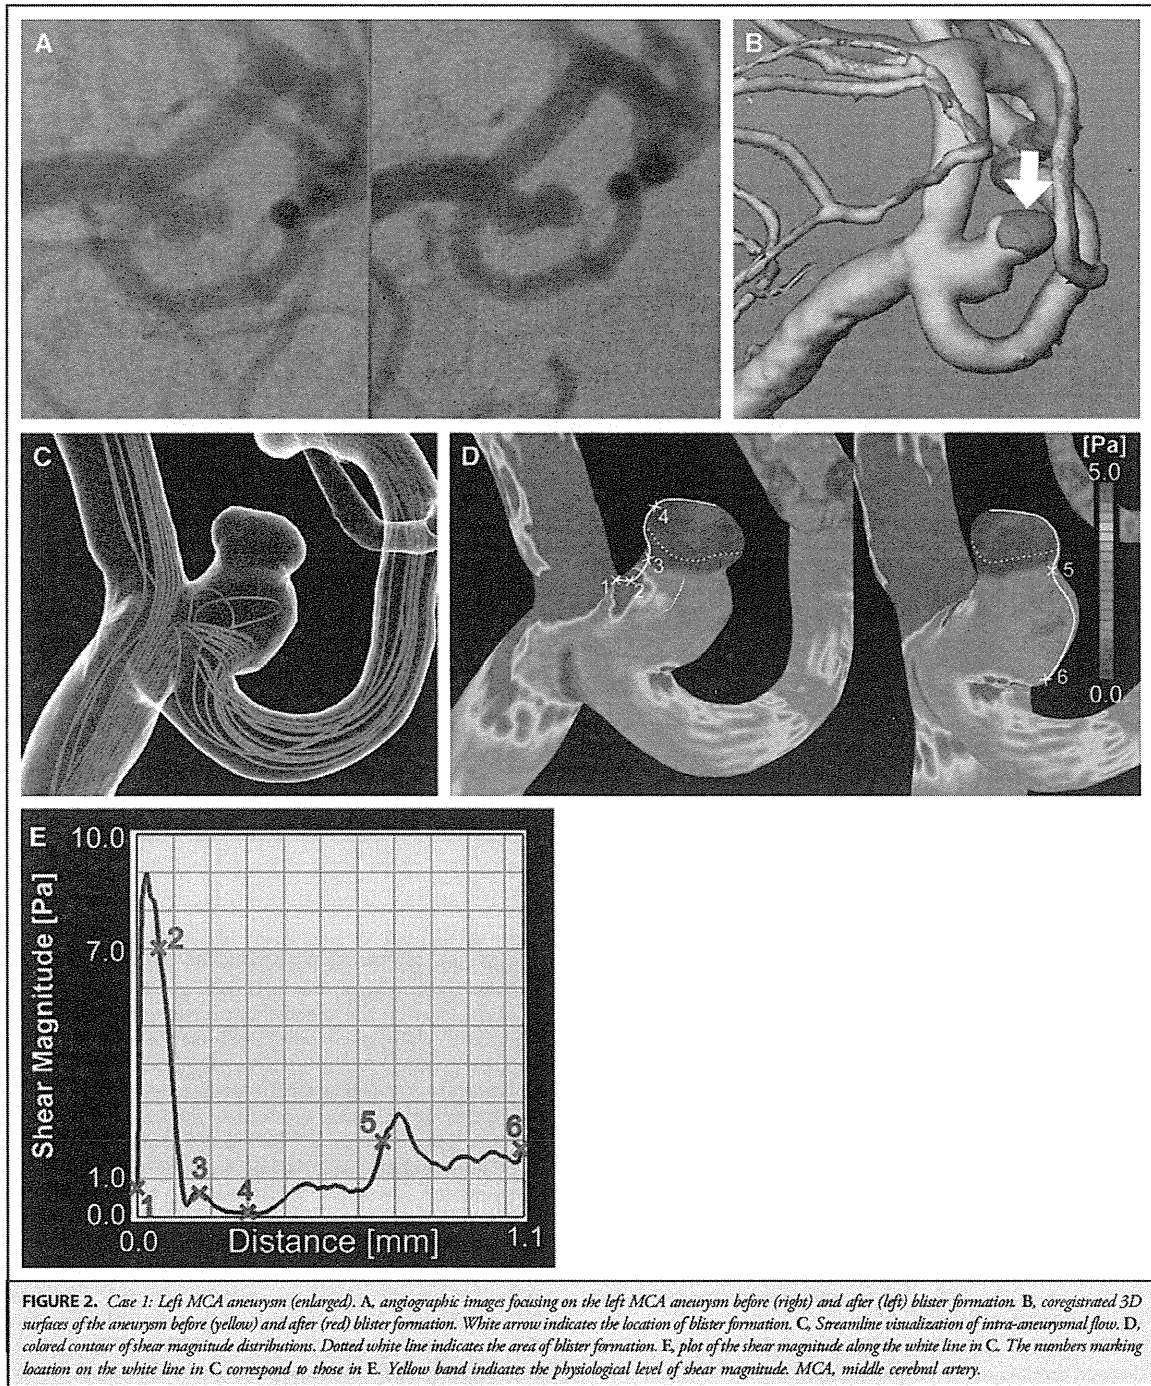 A
B
C
D
1
2
3
4
5
6
[Pa]
5.0
0.0
E
10.0
7.0
1.0
0.0
Shear Magnitude [Pa]
1
2
3
4
5
6
0.0
Distance [mm]
1.1
FIGURE 2. Case 1: Left MCA aneurysm (enlarged). A, angiographic images focusing on the left MCA aneurysm before (right) and after (left) blister formation. B, coregistrated 3D
surfaces of the aneurysm before (yellow) and after (red) blister formation. White arrow indicates the location of blister formation. C, Streamline visualization of intra-aneurysmal flow. D,
colored contour of shear magnitude distributions. Dotted white line indicates the area of blister formation. E, plot of the shear magnitude along the white line in C. The numbers marking
location on the white line in C correspond to those in E. Yellow band indicates the physiological level of shear magnitude. MCA, middle cerebral artery.